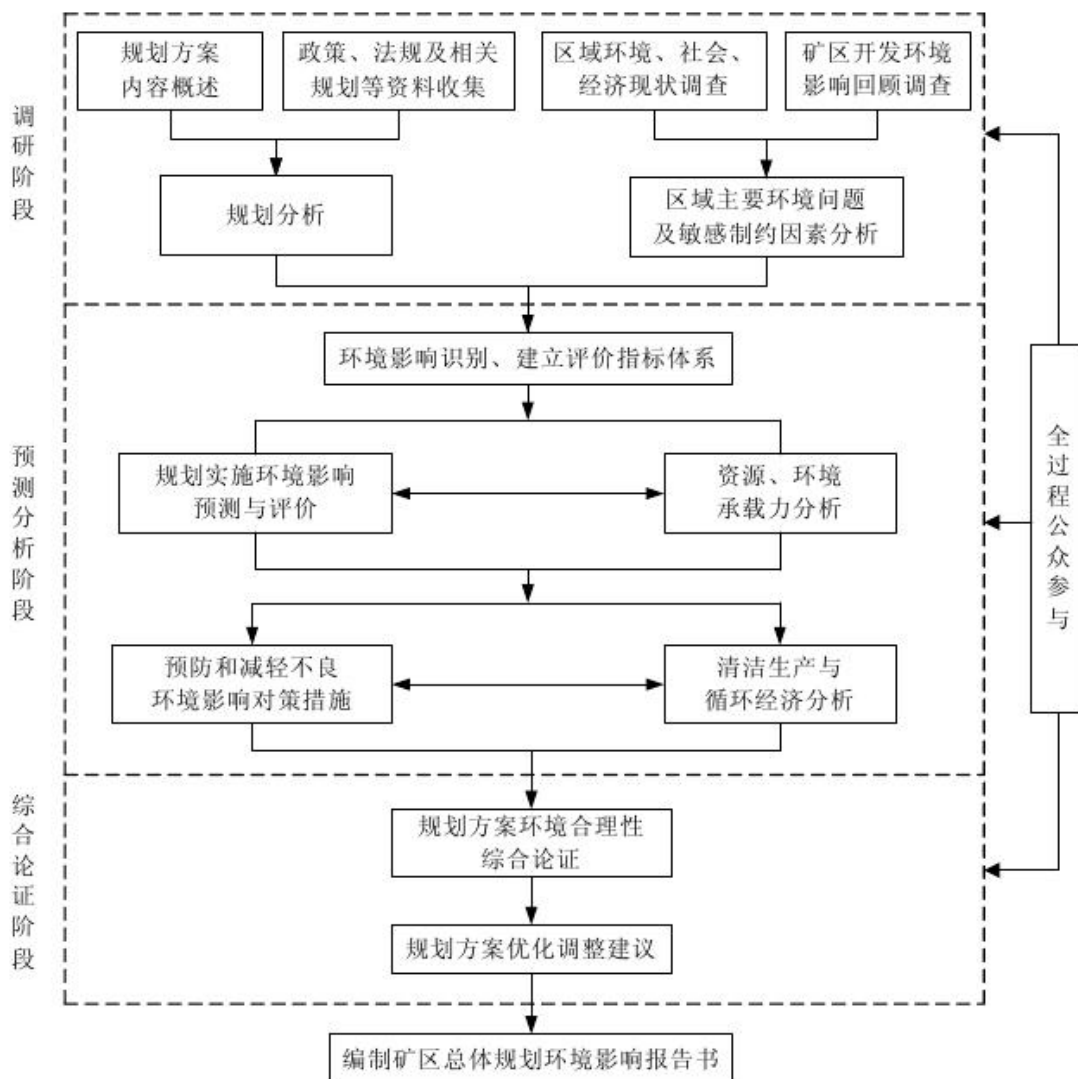 调研阶段
规划方案
内容概述
政策、法规及相关
规划等资料收集
区域环境、社会、
经济现状调查
矿区开发环境
影响回顾调查
规划分析
区域主要环境问题
及敏感制约因素分析
预测分析阶段
环境影响识别、建立评价指标体系
规划实施环境影响
预测与评价
资源、环境
承载力分析
预防和减轻不良
环境影响对策措施
清洁生产与
循环经济分析
全过程公众参与
综合论证阶段
规划方案环境合理性
综合论证
规划方案优化调整建议
编制矿区总体规划环境影响报告书